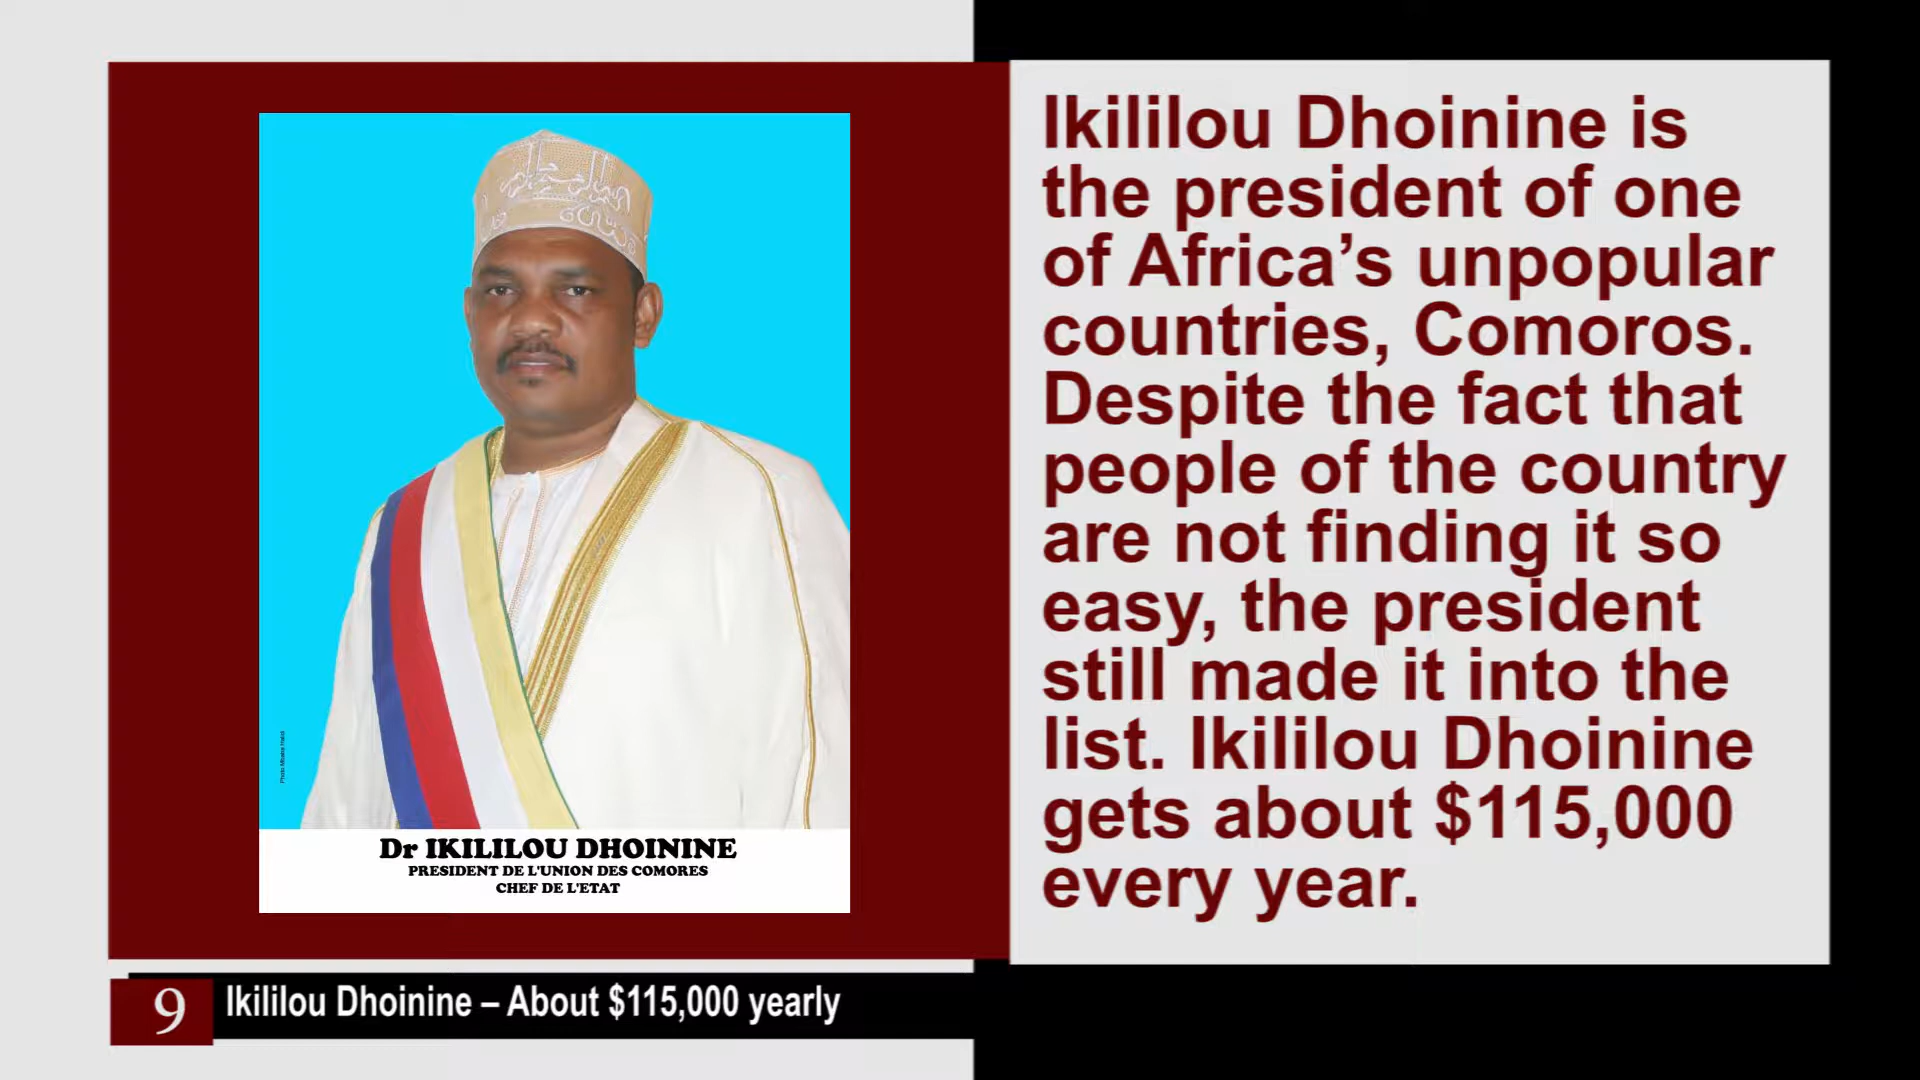 Ikililou Dhoinine is
the president of one
of Africa’s unpopular
countries, Comoros.
Despite the fact that
people of the country
are not finding it so
easy, the president
still made it into the
list. Ikililou Dhoinine
gets about $115,000
every year.
Dr IKILILOU DHOININE
PRESIDENT DE L'UNION DES COMORES
CHEF DE L'ETAT
9
Ikililou Dhoinine – About $115,000 yearly